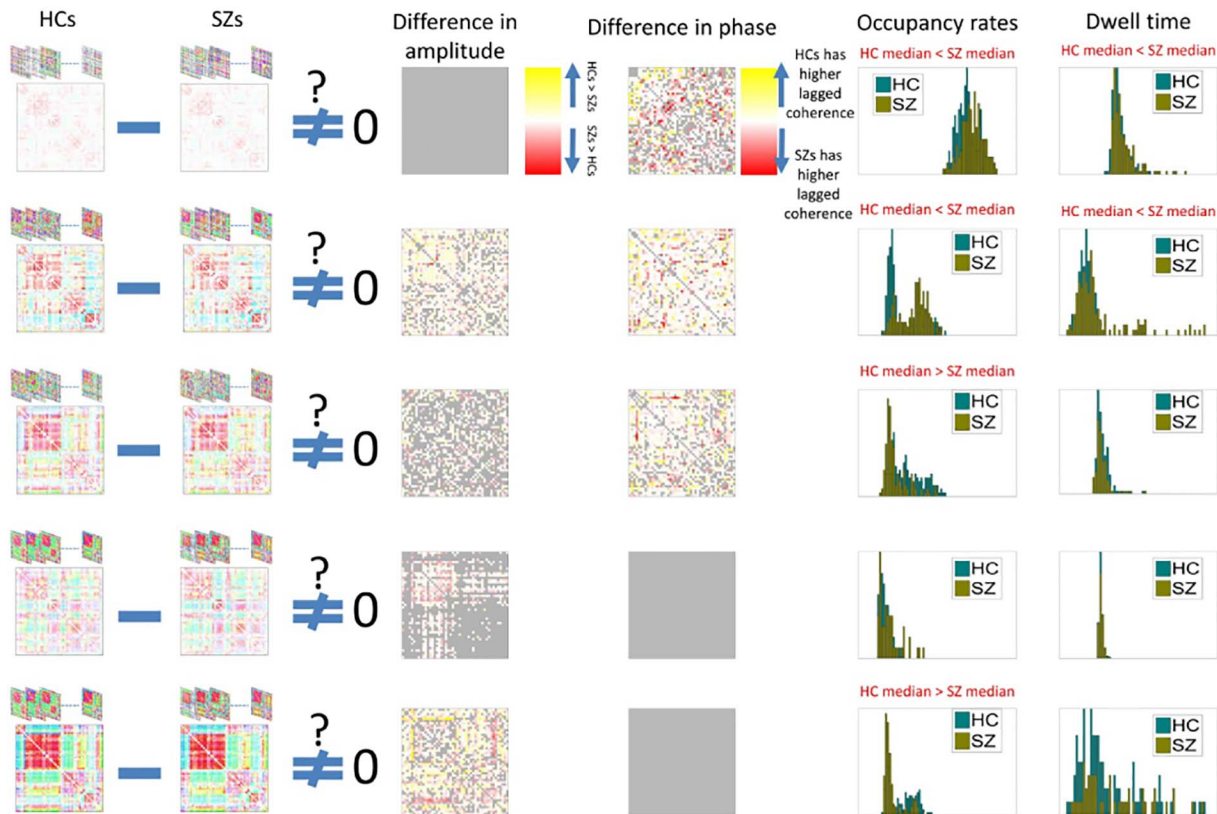 HCs
SZs
Difference in
amplitude
Difference in phase
Occupancy rates
Dwell time
HC median < SZ median
HC median < SZ median
?
≠ 0
HCs > SZs
SZs > HCs
HCs has
higher
lagged
coherence
SZs has
higher
lagged
coherence
HC
SZ
HC
SZ
HC median < SZ median
HC median < SZ median
?
≠ 0
HC
SZ
HC
SZ
HC median > SZ median
?
≠ 0
HC
SZ
HC
SZ
?
≠ 0
HC
SZ
HC
SZ
HC median > SZ median
?
≠ 0
HC
SZ
HC
SZ